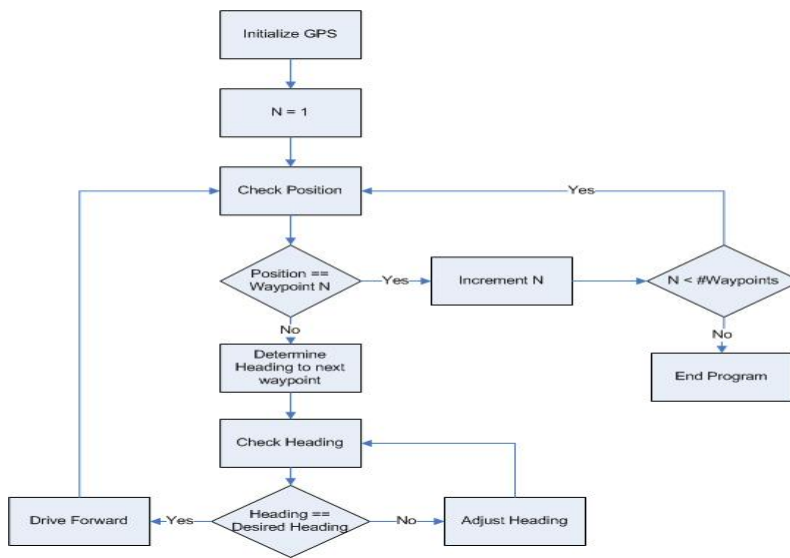 Initialize GPS
N = 1
Check Position
Yes
Position ==
Waypoint N
Yes
Increment N
N < #Waypoints
No
No
Determine
Heading to next
waypoint
End Program
Check Heading
Drive Forward
Yes
Heading ==
Desired Heading
No
Adjust Heading